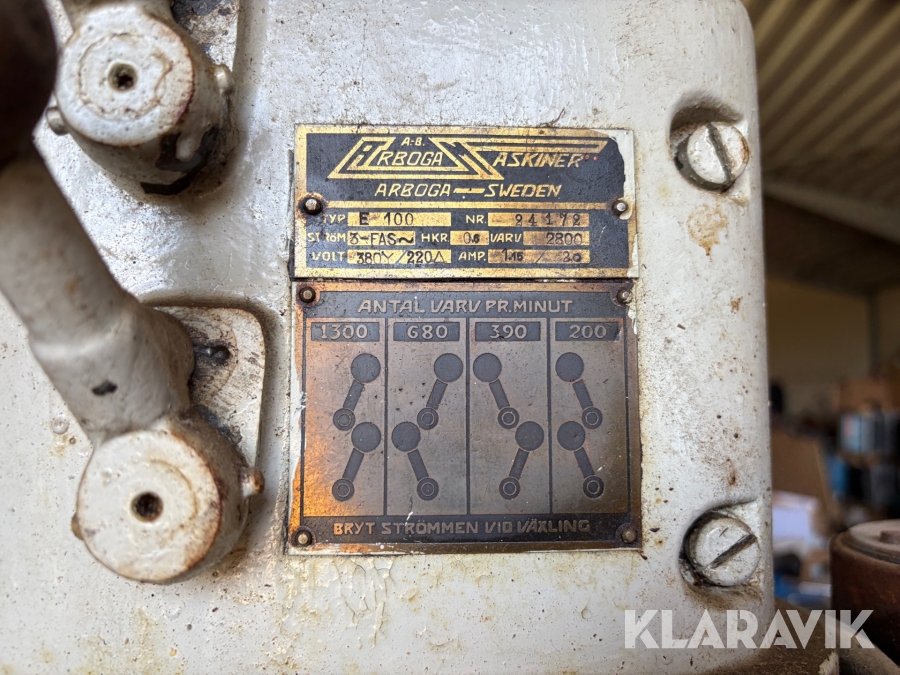 A-B.
ARBOGA MASKINER
ARBOGA — SWEDEN
TYP E 100 NR. 94172
STRÖM 3-FAS~ HKR 0.6 VARV 2800
VOLT 380Y/220Δ AMP. 1.15 / 2.0
ANTAL VARV PR.MINUT
1300 680 390 200
BRYT STRÖMMEN VID VÄXLING
KLARAVIK